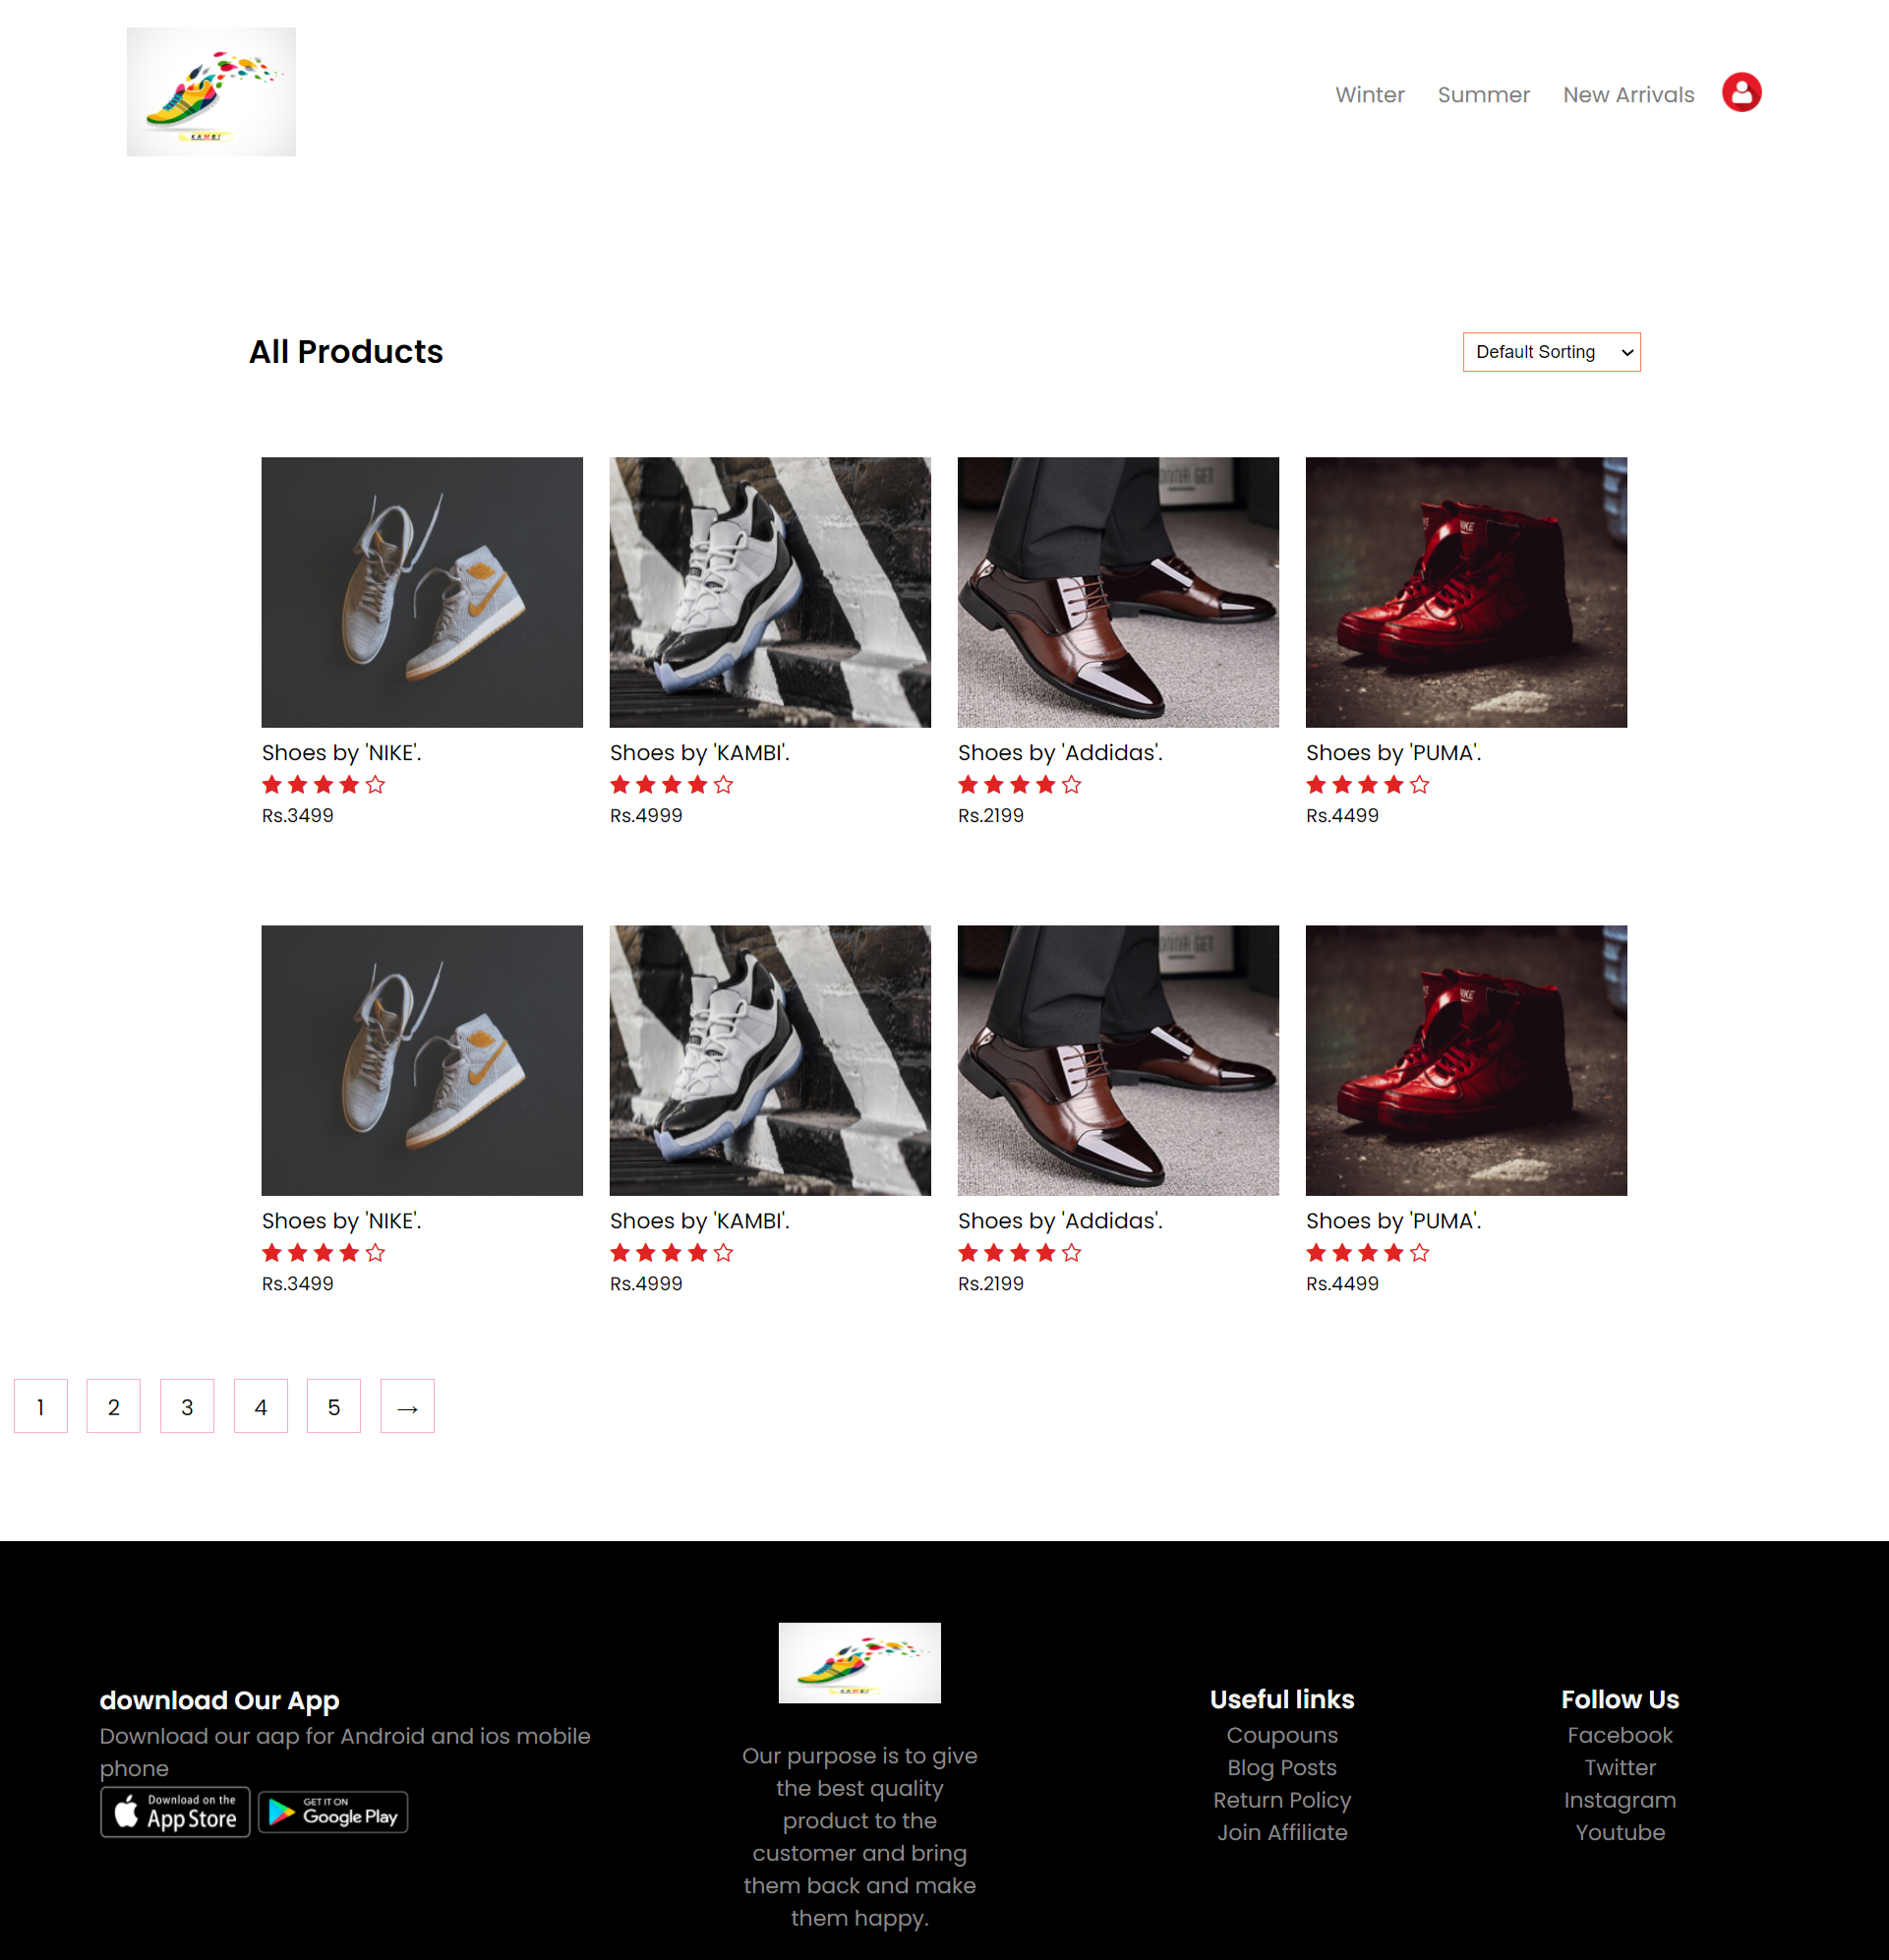 KAMBI
Winter Summer New Arrivals
All Products
Default Sorting
NIKE
Shoes by 'NIKE'. Shoes by 'KAMBI'. Shoes by 'Addidas'. Shoes by 'PUMA'.
Rs.3499 Rs.4999 Rs.2199 Rs.4499
NIKE
Shoes by 'NIKE'. Shoes by 'KAMBI'. Shoes by 'Addidas'. Shoes by 'PUMA'.
Rs.3499 Rs.4999 Rs.2199 Rs.4499
1 2 3 4 5 →
download Our App
Download our aap for Android and ios mobile
phone
Download on the
App Store
GET IT ON
Google Play
Our purpose is to give
the best quality
product to the
customer and bring
them back and make
them happy.
Useful links
Coupouns
Blog Posts
Return Policy
Join Affiliate
Follow Us
Facebook
Twitter
Instagram
Youtube